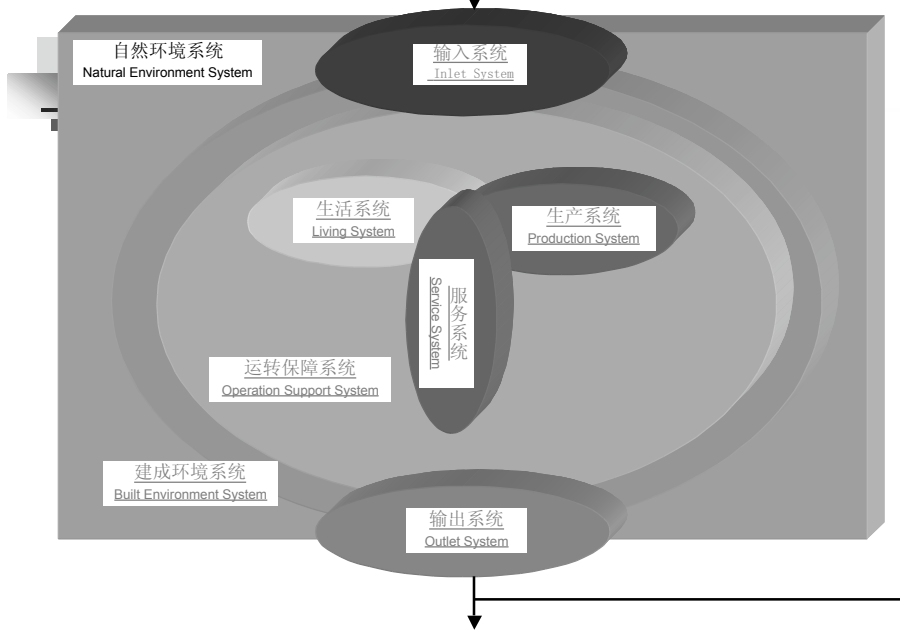 自然环境系统
Natural Environment System
输入系统
Inlet System
生活系统
Living System
生产系统
Production System
服务系统
Service System
运转保障系统
Operation Support System
建成环境系统
Built Environment System
输出系统
Outlet System